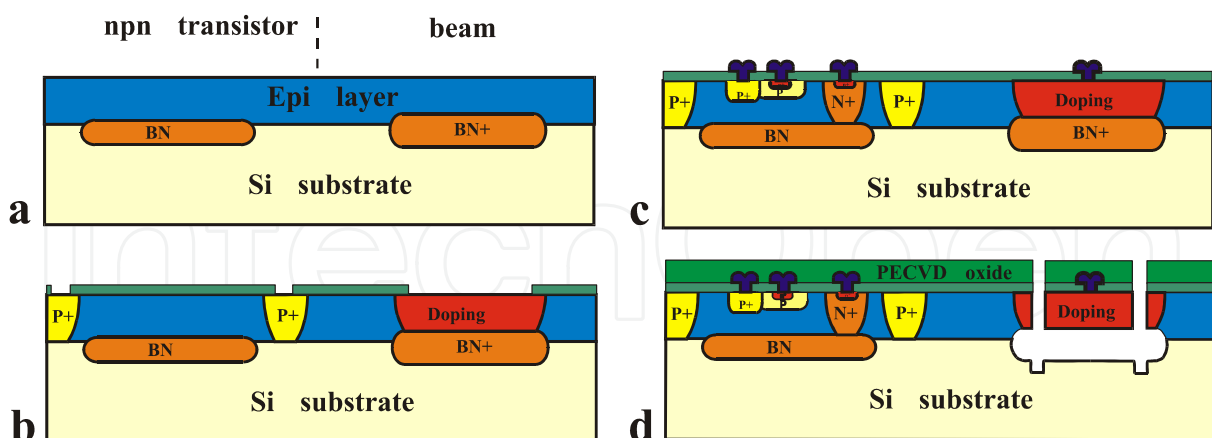 npn transistor
beam
Epi layer
BN
BN+
Si substrate
a
P+
P+
Doping
BN
BN+
Si substrate
b
P+
P+
P
N+
P+
Doping
BN
BN+
Si substrate
c
PECVD oxide
P+
P+
P
N+
P+
Doping
BN
Si substrate
d
IntechOpen